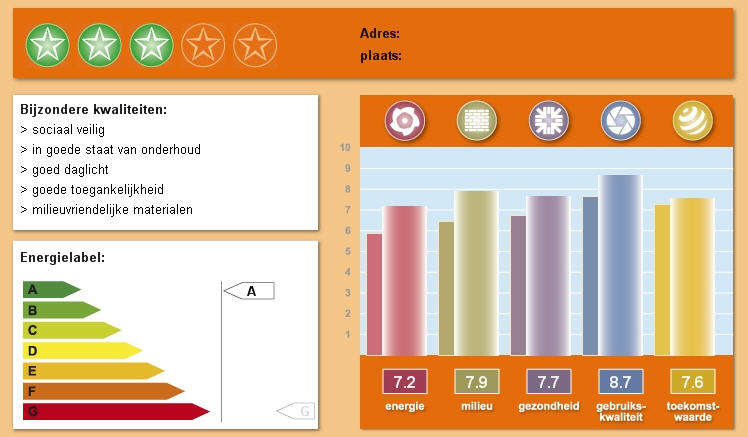 Adres:
plaats:
Bijzondere kwaliteiten:
> sociaal veilig
> in goede staat van onderhoud
> goed daglicht
> goede toegankelijkheid
> milieuvriendelijke materialen
Energielabel:
A
B
C
D
E
F
G
A
G
10
9
8
7
6
5
4
3
2
1
7.2 7.9 7.7 8.7 7.6
energie milieu gezondheid gebruiks- toekomst-
kwaliteit waarde